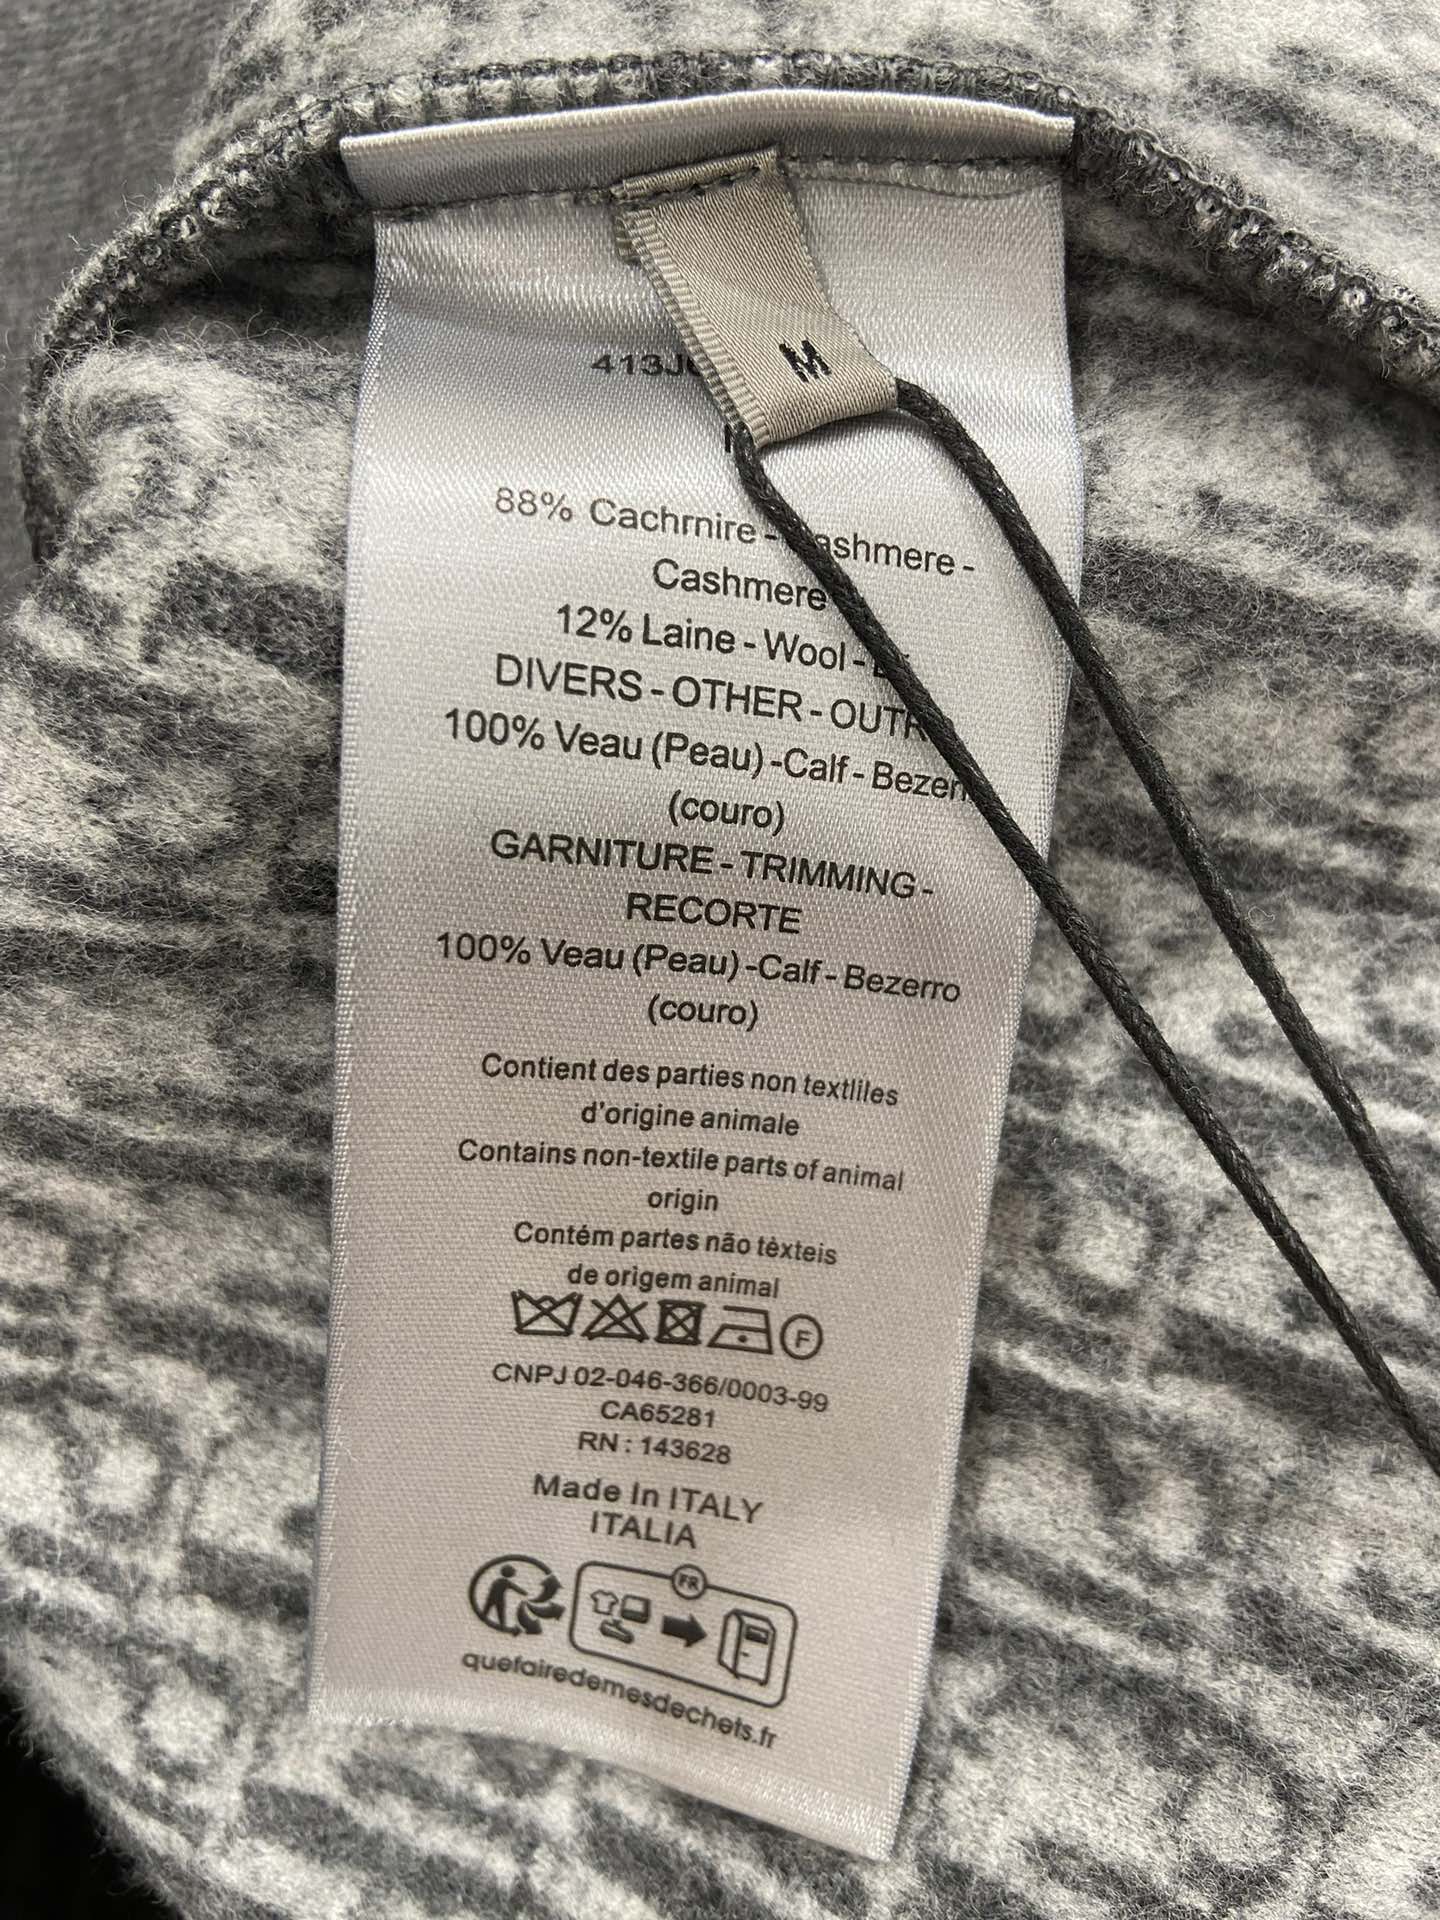 M
88% Cachrnire - Cashmere -
Cashmere
12% Laine - Wool -
DIVERS - OTHER -
100% Veau (Peau) -Calf -
(couro)
GARNITURE - TRIMMING -
RECORTE
100% Veau (Peau) -Calf - Bezerro
(couro)
Contient des parties non textliles
d'origine animale
Contains non-textile parts of animal
origin
Contém partes não tèxteis
de origem animal
F
CNPJ 02-046-366/0003-99
CA65281
RN : 143628
Made In ITALY
ITALIA
FR
quefairedemesdechets.fr